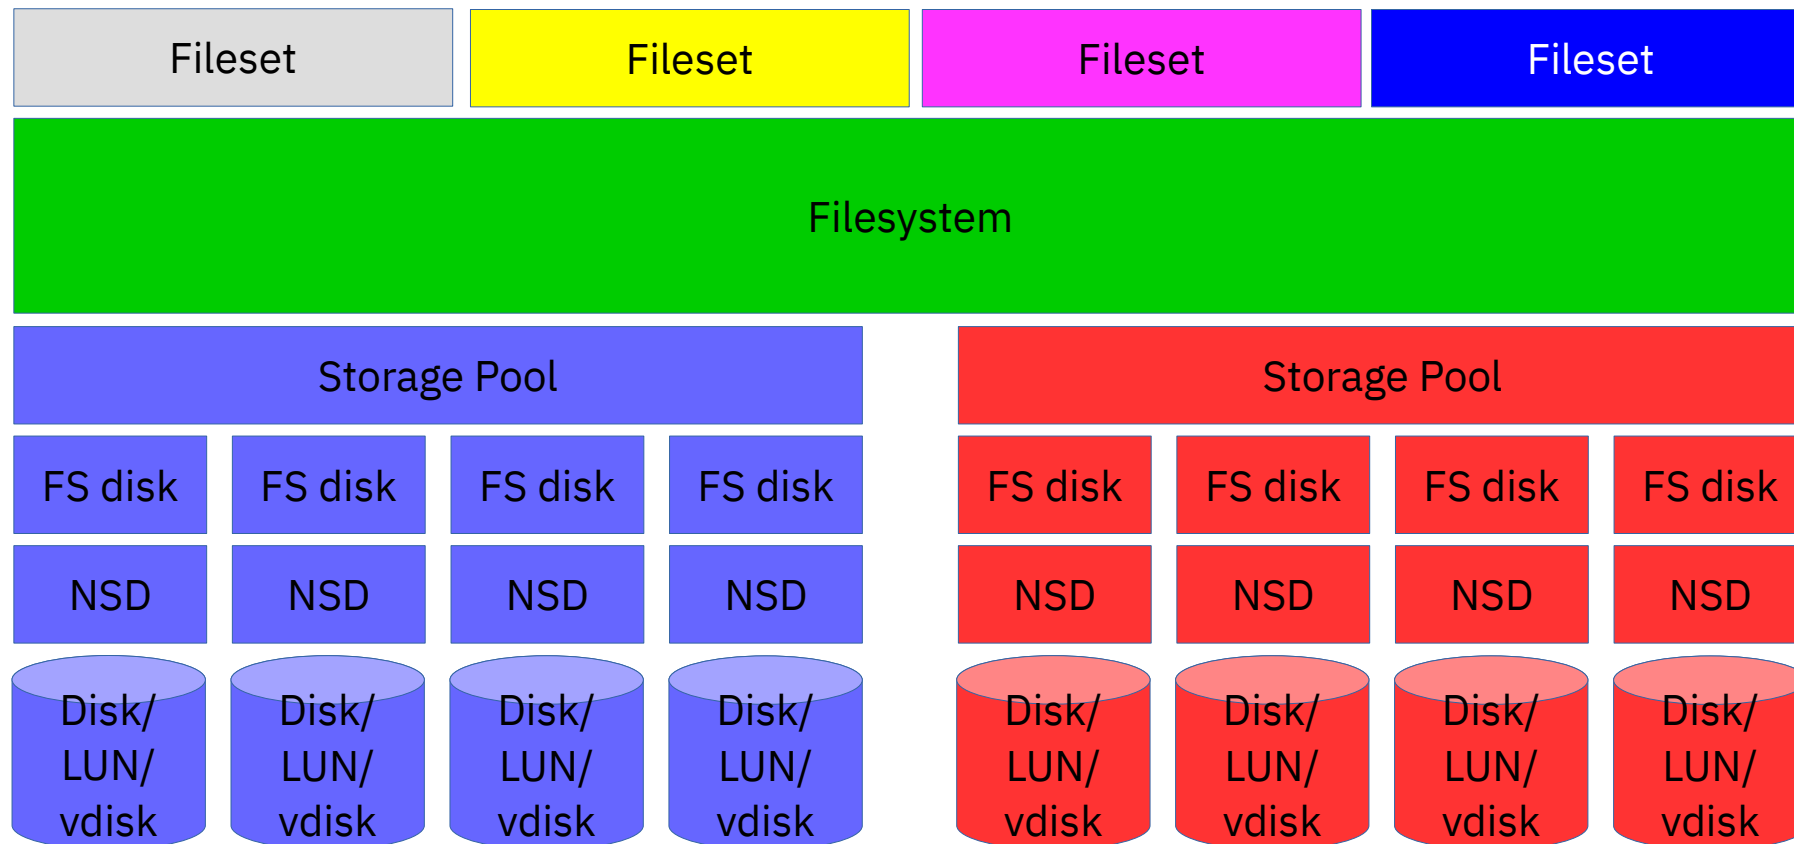 Fileset Fileset Fileset Fileset
Filesystem
Storage Pool Storage Pool
FS disk FS disk FS disk FS disk FS disk FS disk FS disk FS disk
NSD NSD NSD NSD NSD NSD NSD NSD
Disk/ Disk/ Disk/ Disk/ Disk/ Disk/ Disk/ Disk/
LUN/ LUN/ LUN/ LUN/ LUN/ LUN/ LUN/ LUN/
vdisk vdisk vdisk vdisk vdisk vdisk vdisk vdisk